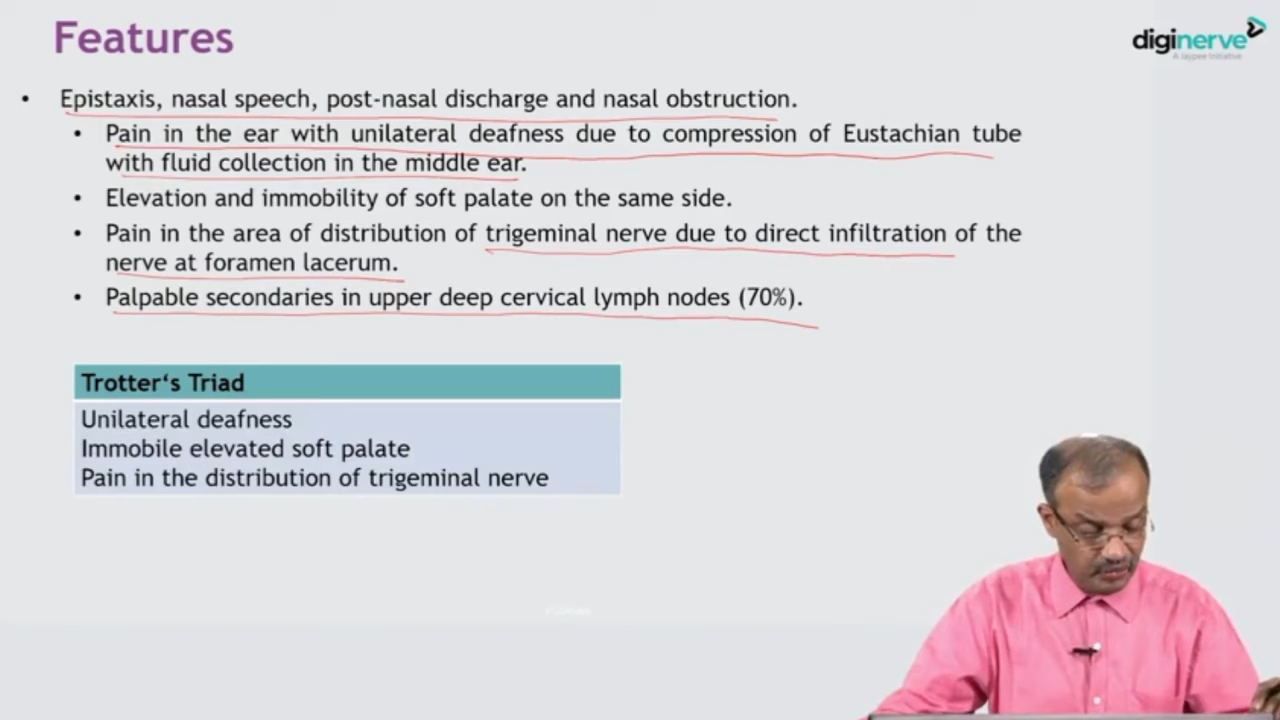 Features
diginerve
A Jaypee Initiative
• Epistaxis, nasal speech, post-nasal discharge and nasal obstruction.
• Pain in the ear with unilateral deafness due to compression of Eustachian tube
with fluid collection in the middle ear.
• Elevation and immobility of soft palate on the same side.
• Pain in the area of distribution of trigeminal nerve due to direct infiltration of the
nerve at foramen lacerum.
• Palpable secondaries in upper deep cervical lymph nodes (70%).
Trotter‘s Triad
Unilateral deafness
Immobile elevated soft palate
Pain in the distribution of trigeminal nerve